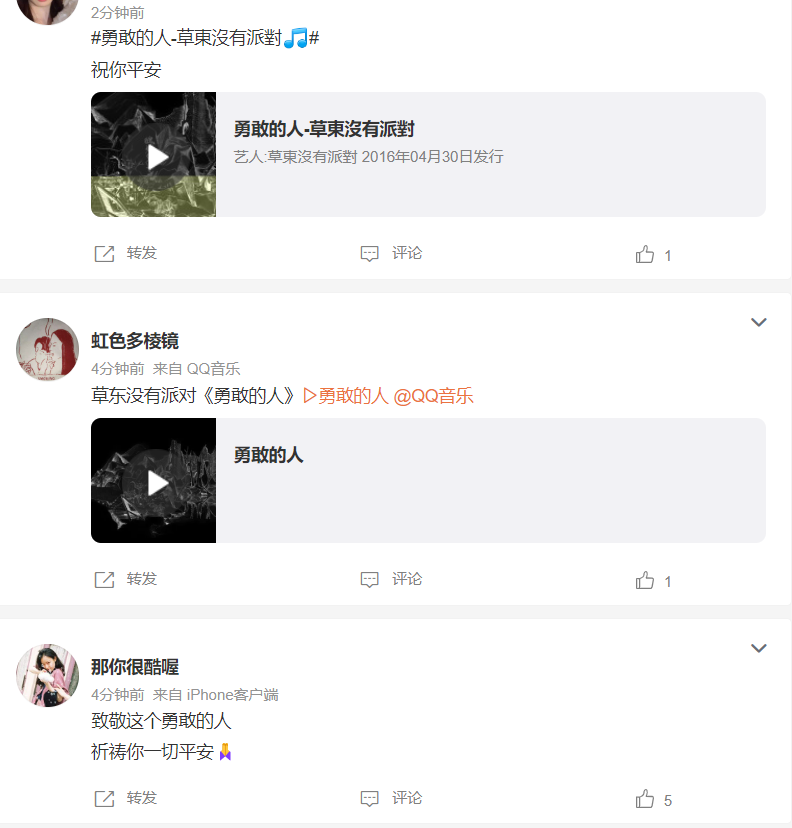 2分钟前
#勇敢的人-草東沒有派對🎵#
祝你平安
勇敢的人-草東沒有派對
艺人:草東沒有派對 2016年04月30日发行
转发 评论 1
虹色多棱镜
4分钟前 来自 QQ音乐
草东没有派对《勇敢的人》▷勇敢的人 @QQ音乐
勇敢的人
转发 评论 1
那你很酷喔
4分钟前 来自 iPhone客户端
致敬这个勇敢的人
祈祷你一切平安🙏
转发 评论 5